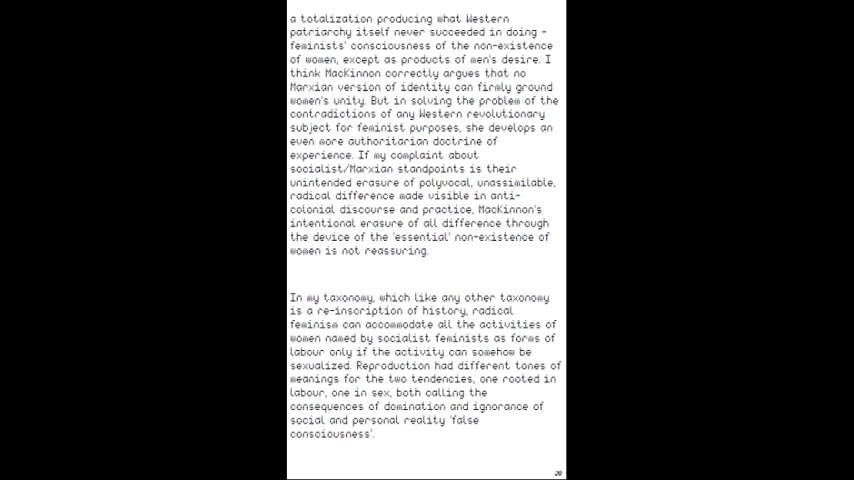 a totalization producing what Western
patriarchy itself never succeeded in doing -
feminists' consciousness of the non-existence
of women, except as products of men's desire. I
think MacKinnon correctly argues that no
Marxian version of identity can firmly ground
women's unity. But in solving the problem of the
contradictions of any Western revolutionary
subject for feminist purposes, she develops an
even more authoritarian doctrine of
experience. If my complaint about
socialist/Marxian standpoints is their
unintended erasure of polyvocal, unassimilable,
radical difference made visible in anti-
colonial discourse and practice, MacKinnon's
intentional erasure of all difference through
the device of the 'essential' non-existence of
women is not reassuring.
In my taxonomy, which like any other taxonomy
is a re-inscription of history, radical
feminism can accommodate all the activities of
women named by socialist feminists as forms of
labour only if the activity can somehow be
sexualized. Reproduction had different tones of
meanings for the two tendencies, one rooted in
labour, one in sex, both calling the
consequences of domination and ignorance of
social and personal reality 'false
consciousness'.
20